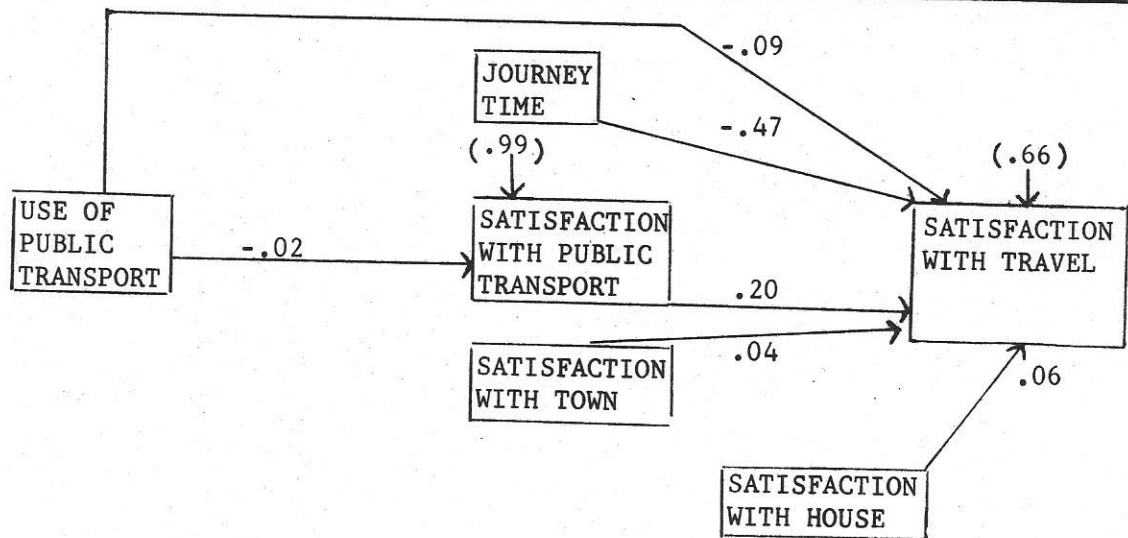 -.09
JOURNEY
TIME
-.47
(.99)
(.66)
USE OF
PUBLIC
TRANSPORT
-.02
SATISFACTION
WITH PUBLIC
TRANSPORT
SATISFACTION
WITH TRAVEL
.20
.04
SATISFACTION
WITH TOWN
.06
SATISFACTION
WITH HOUSE